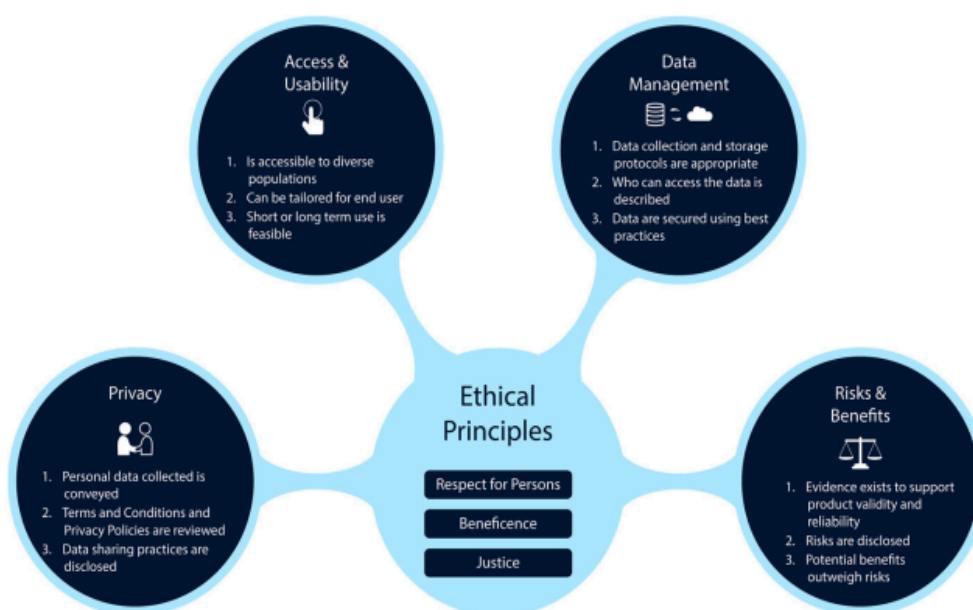 Access &
Usability
1. Is accessible to diverse
populations
2. Can be tailored for end user
3. Short or long term use is
feasible
Data
Management
1. Data collection and storage
protocols are appropriate
2. Who can access the data is
described
3. Data are secured using best
practices
Privacy
1. Personal data collected is
conveyed
2. Terms and Conditions and
Privacy Policies are reviewed
3. Data sharing practices are
disclosed
Ethical
Principles
Respect for Persons
Beneficence
Justice
Risks &
Benefits
1. Evidence exists to support
product validity and
reliability
2. Risks are disclosed
3. Potential benefits
outweigh risks